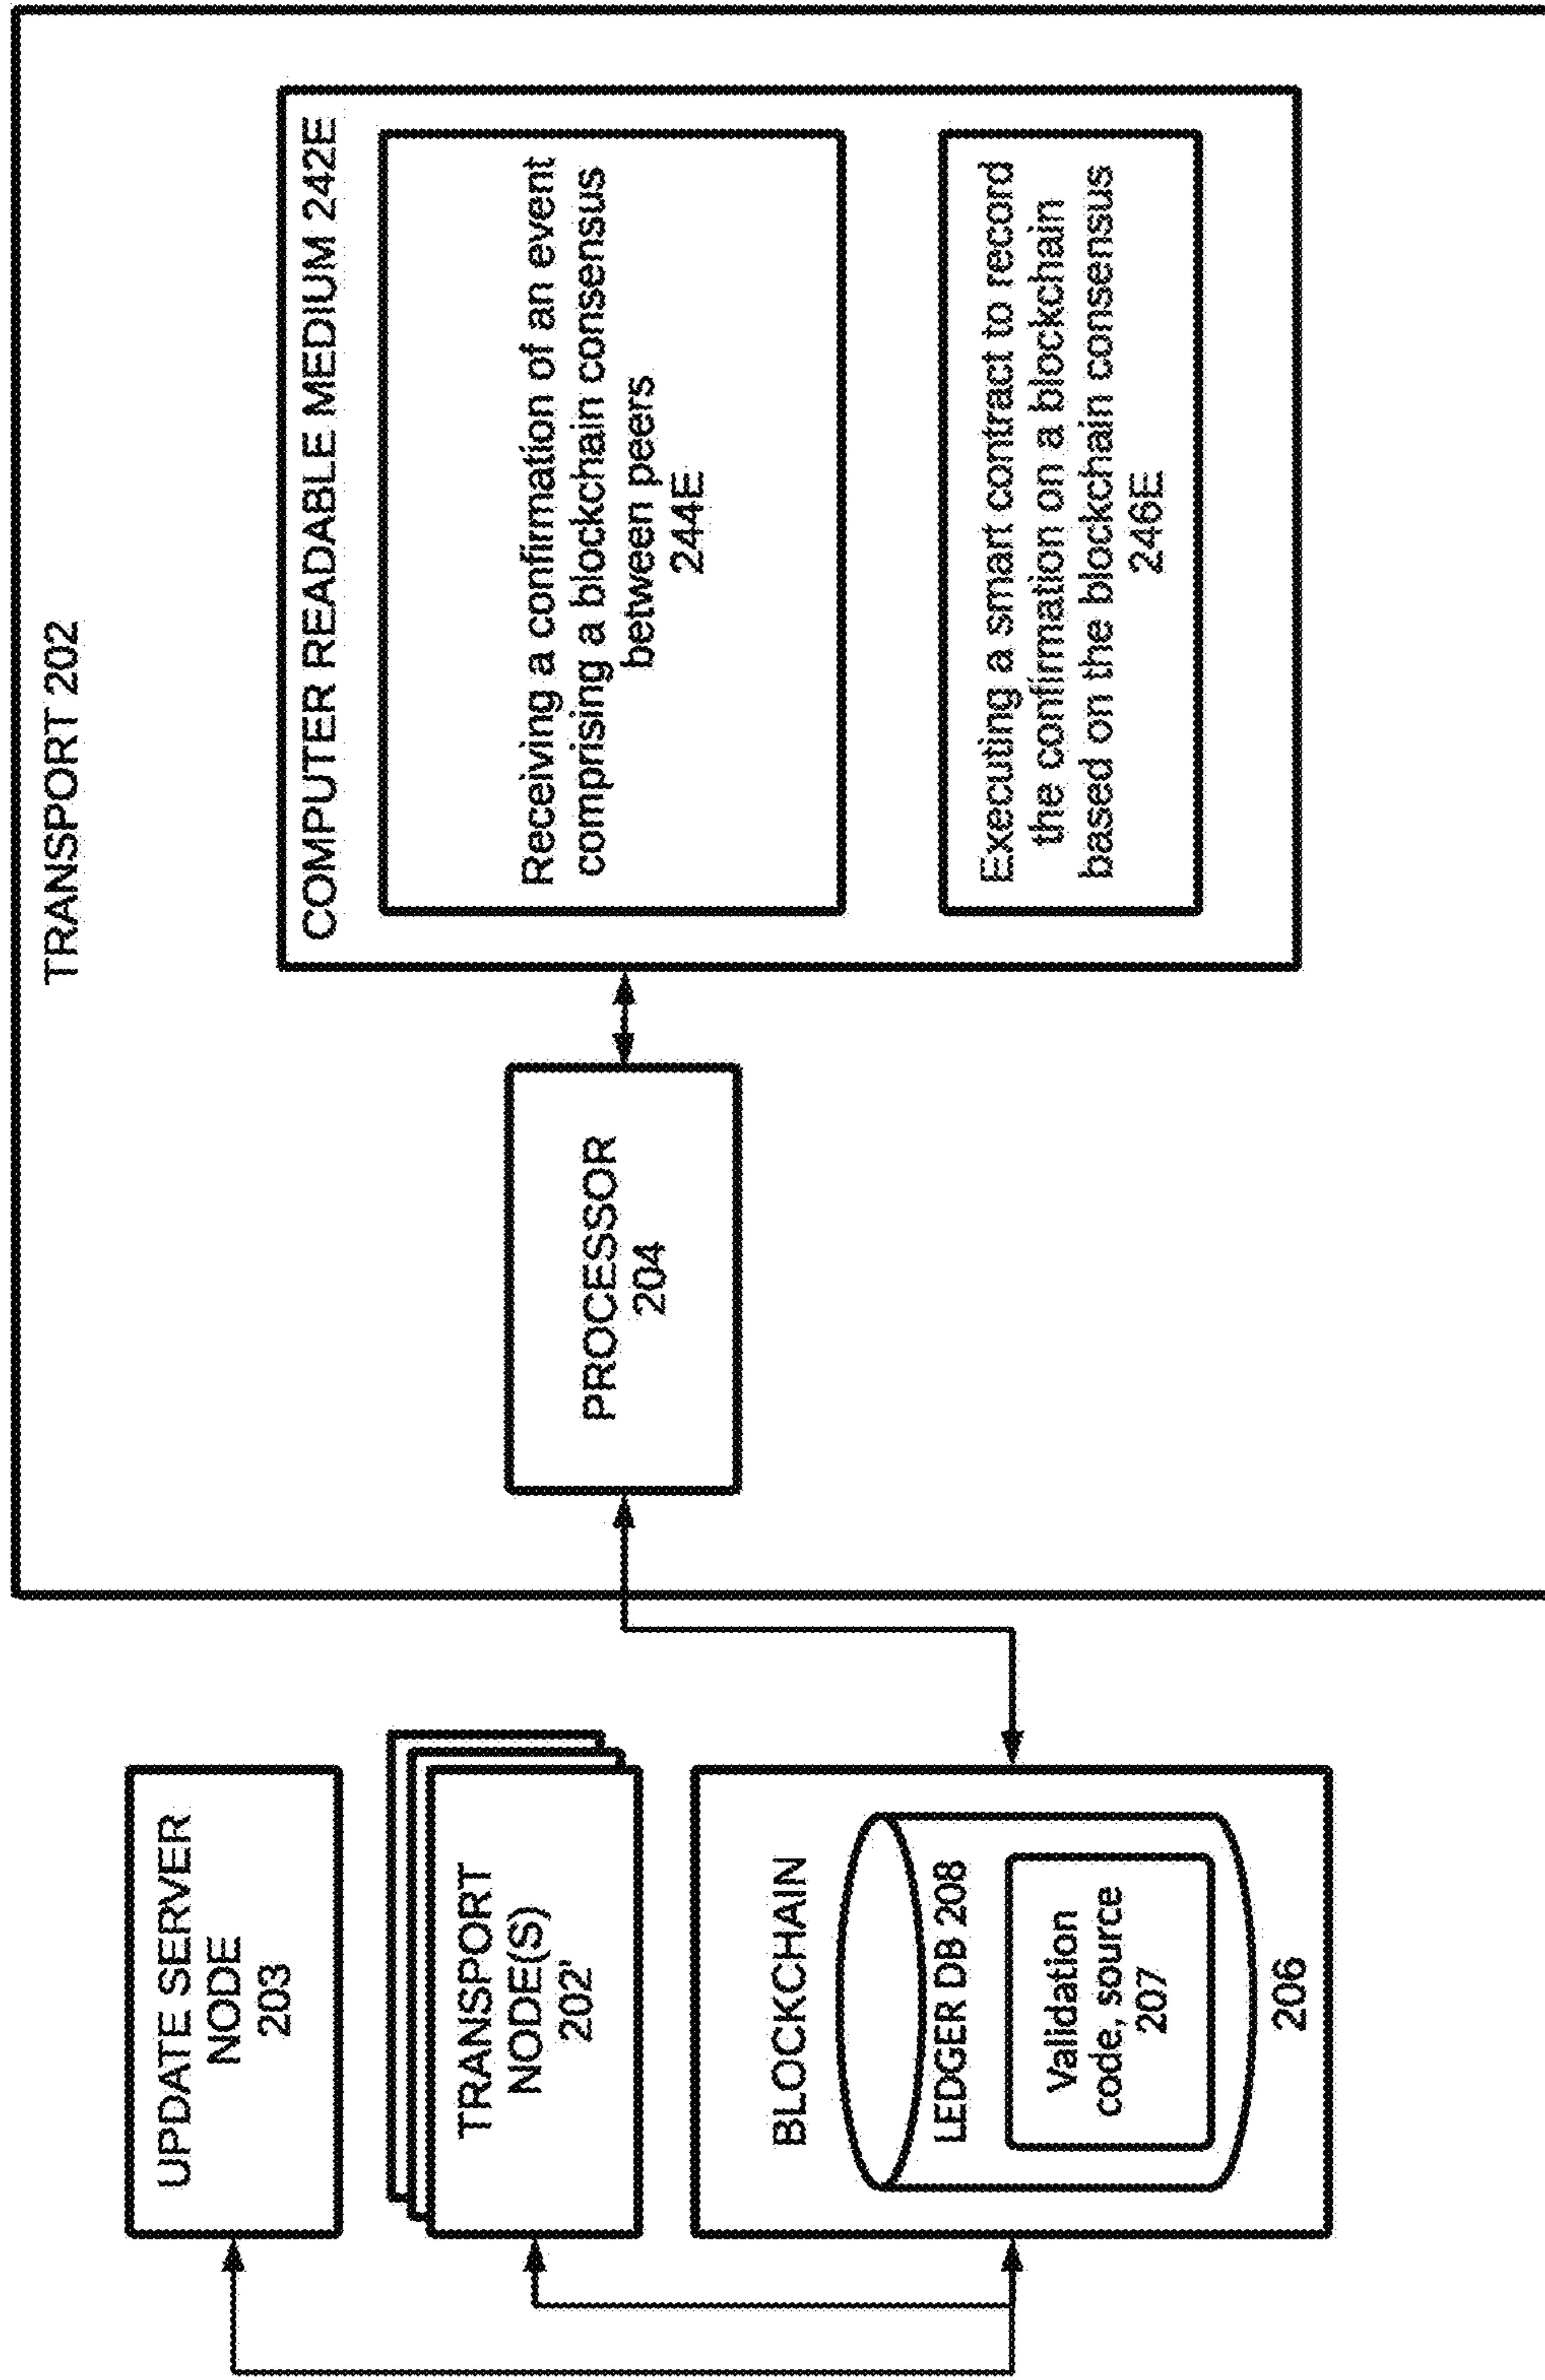 TRANSPORT 202
COMPUTER READABLE MEDIUM 242E
Receiving a confirmation of an event
comprising a blockchain consensus
between peers
244E
Executing a smart contract to record
the confirmation on a blockchain
based on the blockchain consensus
246E
PROCESSOR
204
UPDATE SERVER
NODE
203
TRANSPORT
NODE(S)
202'
BLOCKCHAIN
LEDGER DB 208
Validation
code, source
207
206